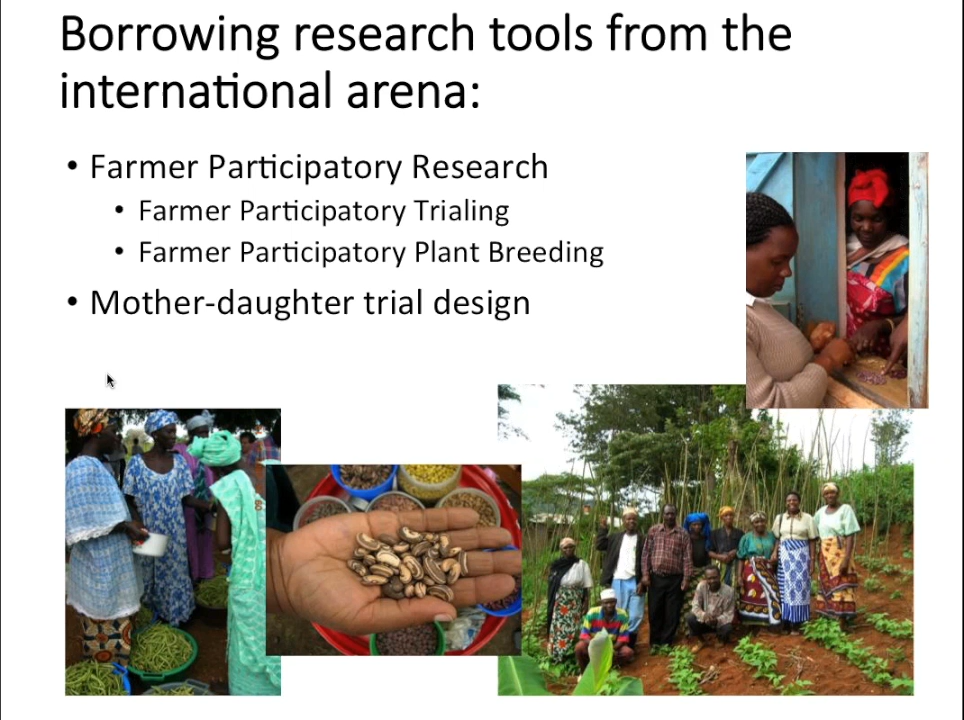 Borrowing research tools from the
international arena:
• Farmer Participatory Research
• Farmer Participatory Trialing
• Farmer Participatory Plant Breeding
• Mother-daughter trial design